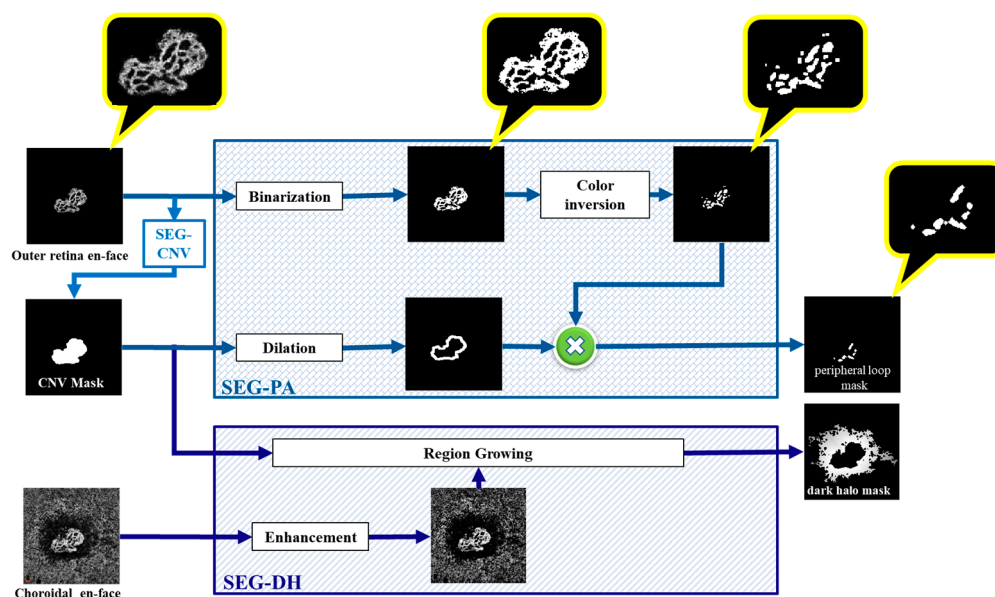 Binarization
Color
inversion
SEG-
CNV
Outer retina en-face
Dilation
CNV Mask
SEG-PA
peripheral loop
mask
Region Growing
dark halo mask
Enhancement
SEG-DH
Choroidal en-face